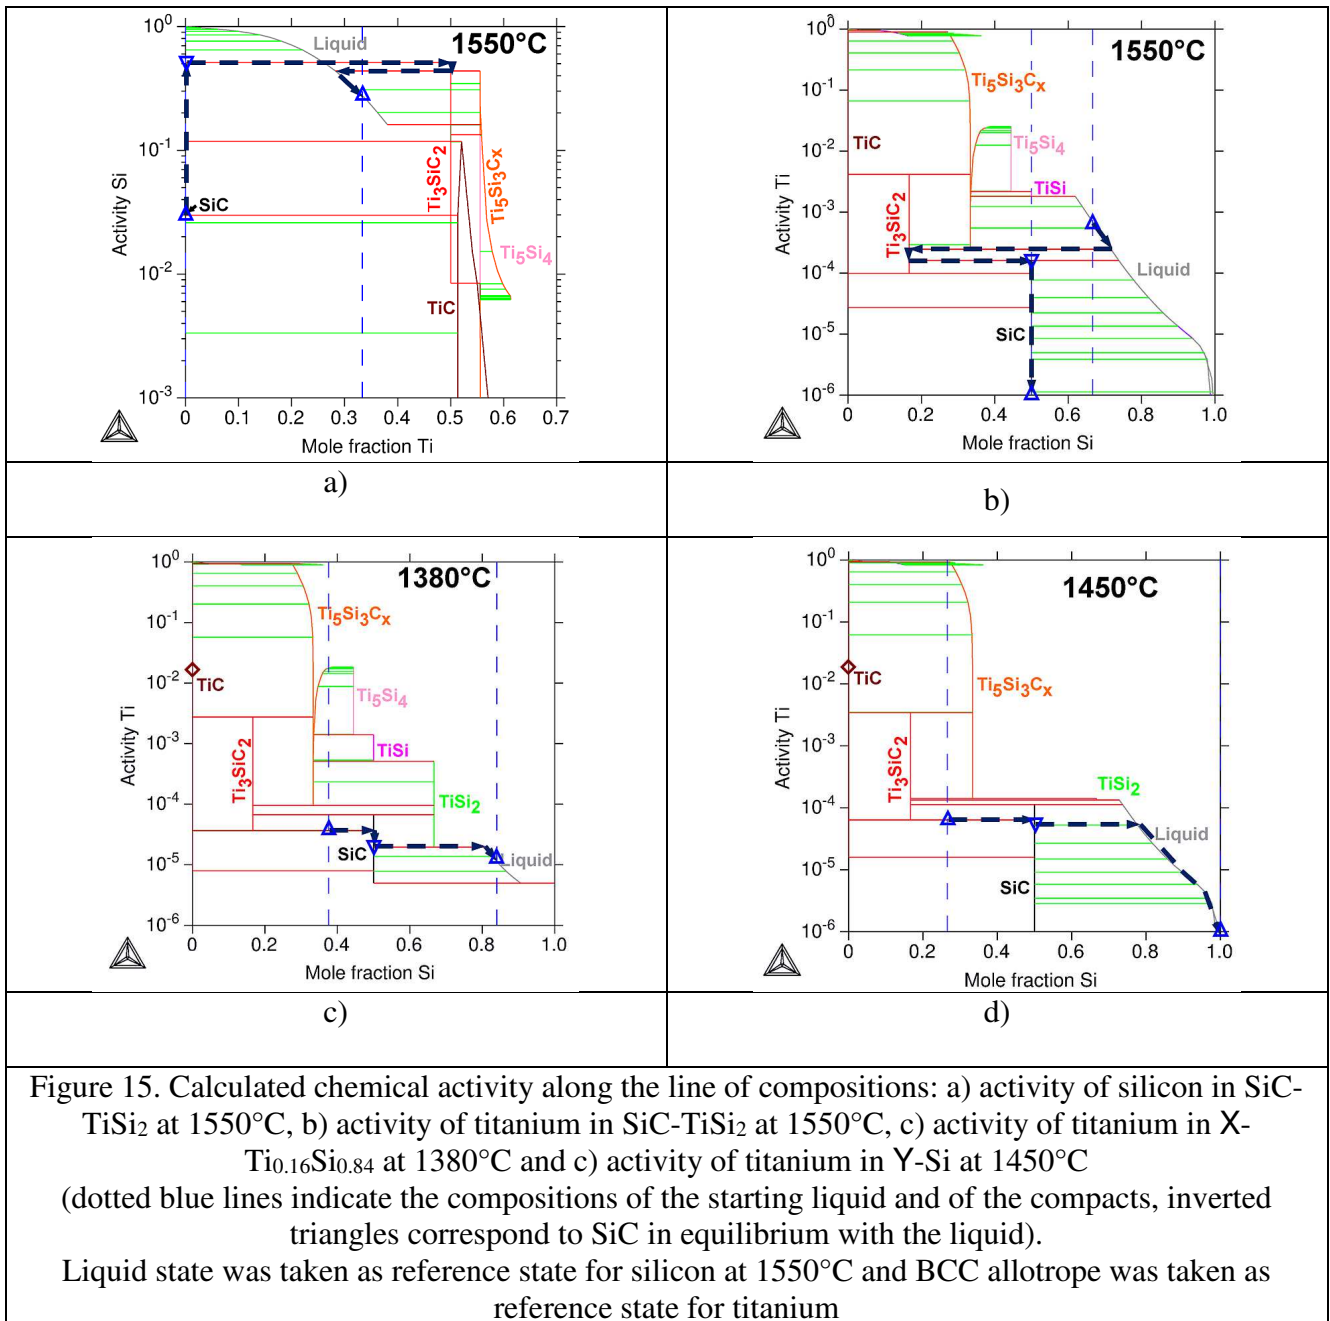 10⁰
10⁻¹
10⁻²
10⁻³
Activity Si
0 0.1 0.2 0.3 0.4 0.5 0.6 0.7
Mole fraction Ti
1550°C
Liquid
SiC
Ti₃SiC₂
Ti₅Si₃Cₓ
Ti₅Si₄
TiC
a)
10⁰
10⁻¹
10⁻²
10⁻³
10⁻⁴
10⁻⁵
10⁻⁶
Activity Ti
0 0.2 0.4 0.6 0.8 1.0
Mole fraction Si
1550°C
Ti₅Si₃Cₓ
TiC
Ti₅Si₄
TiSi
Ti₃SiC₂
Liquid
SiC
b)
10⁰
10⁻¹
10⁻²
10⁻³
10⁻⁴
10⁻⁵
10⁻⁶
Activity Ti
0 0.2 0.4 0.6 0.8 1.0
Mole fraction Si
1380°C
Ti₅Si₃Cₓ
TiC
Ti₅Si₄
TiSi
Ti₃SiC₂
TiSi₂
SiC
Liquid
c)
10⁰
10⁻¹
10⁻²
10⁻³
10⁻⁴
10⁻⁵
10⁻⁶
Activity Ti
0 0.2 0.4 0.6 0.8 1.0
Mole fraction Si
1450°C
TiC
Ti₅Si₃Cₓ
Ti₃SiC₂
TiSi₂
Liquid
SiC
d)
Figure 15. Calculated chemical activity along the line of compositions: a) activity of silicon in SiC-
TiSi₂ at 1550°C, b) activity of titanium in SiC-TiSi₂ at 1550°C, c) activity of titanium in X-
Ti₀.₁₆Si₀.₈₄ at 1380°C and c) activity of titanium in Y-Si at 1450°C
(dotted blue lines indicate the compositions of the starting liquid and of the compacts, inverted
triangles correspond to SiC in equilibrium with the liquid).
Liquid state was taken as reference state for silicon at 1550°C and BCC allotrope was taken as
reference state for titanium